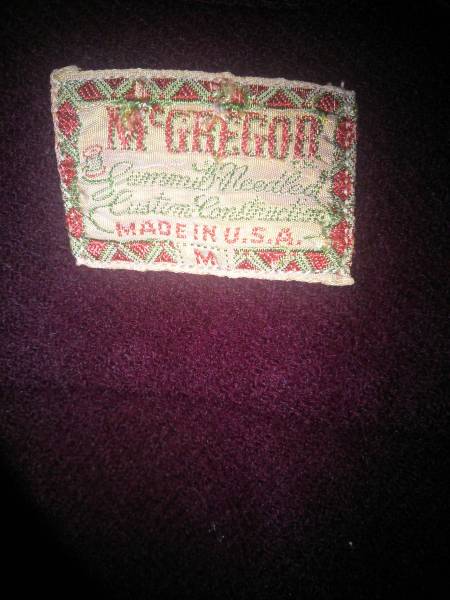 McGREGOR
"Summit-Needled"
Custom Construction
MADE IN U.S.A.
M